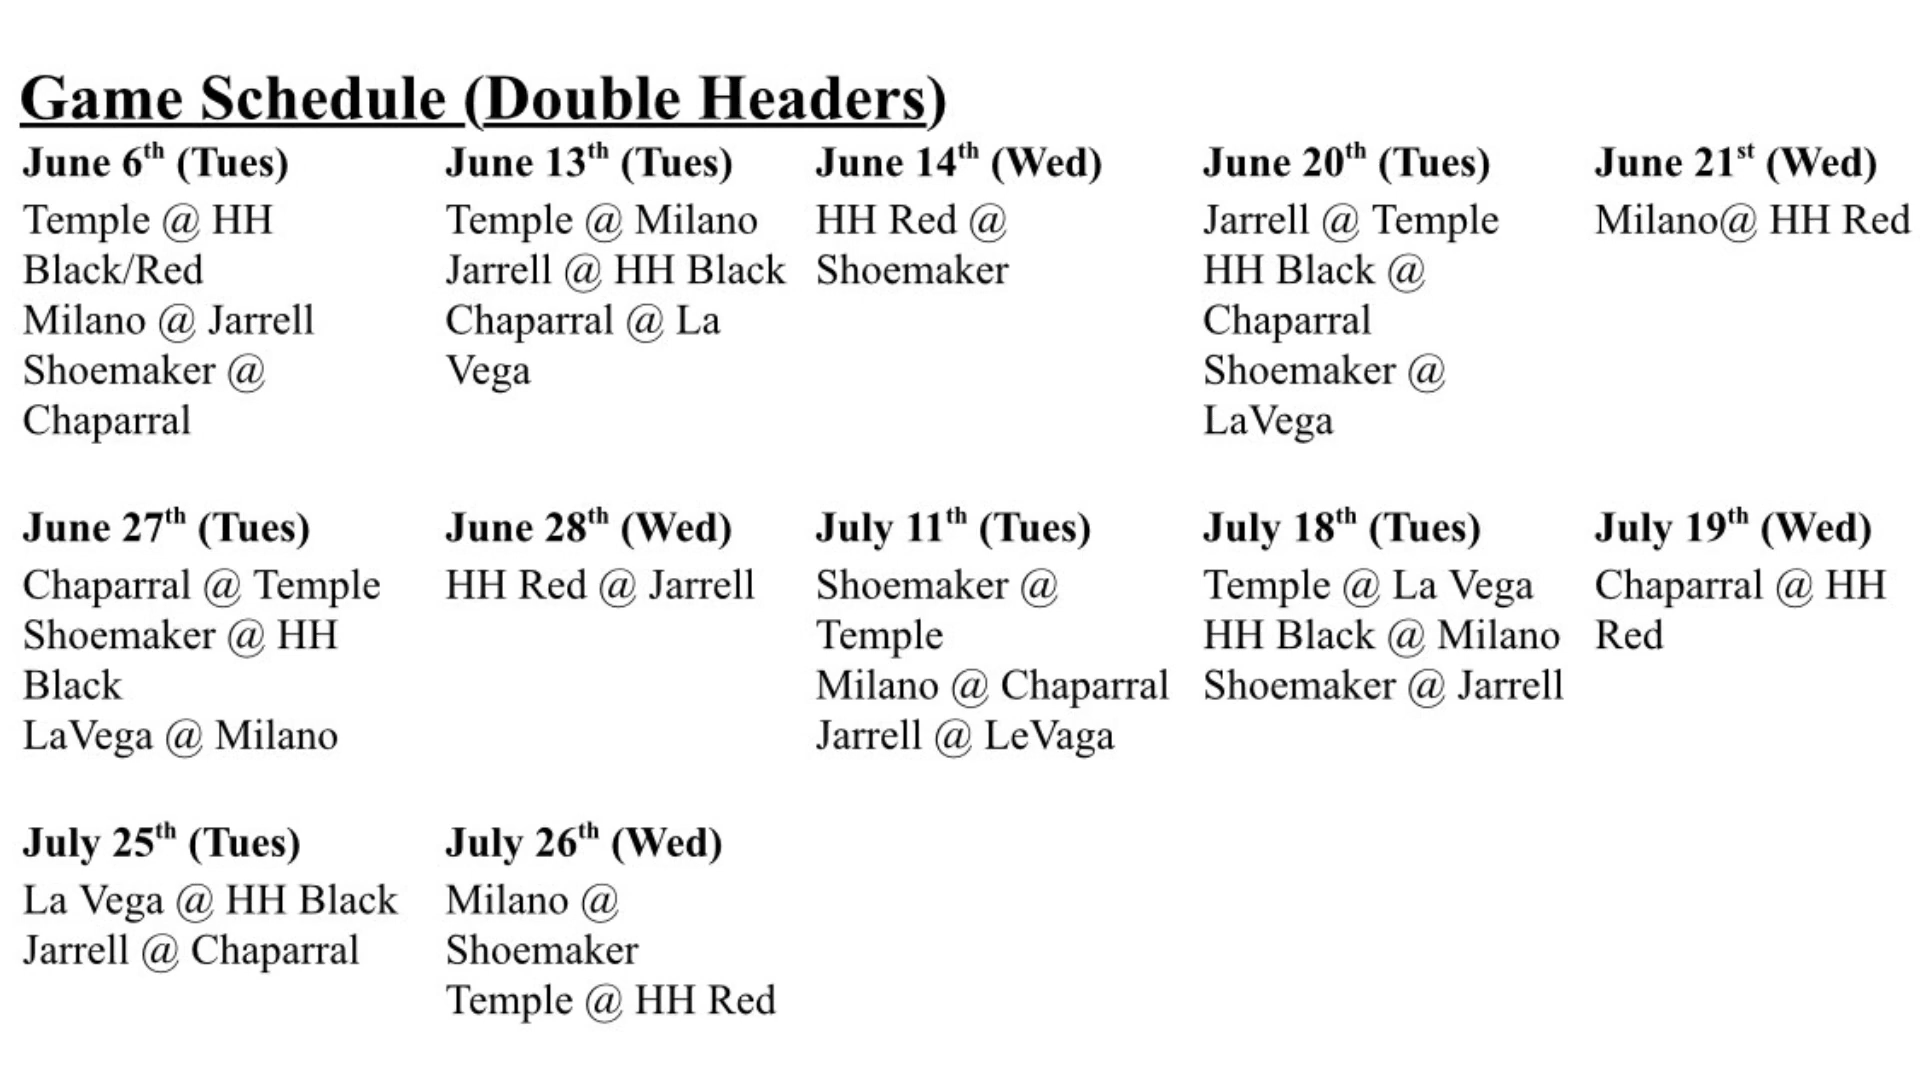 Game Schedule (Double Headers)
June 6th (Tues)
Temple @ HH
Black/Red
Milano @ Jarrell
Shoemaker @
Chaparral
June 13th (Tues)
Temple @ Milano
Jarrell @ HH Black
Chaparral @ La
Vega
June 14th (Wed)
HH Red @
Shoemaker
June 20th (Tues)
Jarrell @ Temple
HH Black @
Chaparral
Shoemaker @
LaVega
June 21st (Wed)
Milano@ HH Red
June 27th (Tues)
Chaparral @ Temple
Shoemaker @ HH
Black
LaVega @ Milano
June 28th (Wed)
HH Red @ Jarrell
July 11th (Tues)
Shoemaker @
Temple
Milano @ Chaparral
Jarrell @ LeVaga
July 18th (Tues)
Temple @ La Vega
HH Black @ Milano
Shoemaker @ Jarrell
July 19th (Wed)
Chaparral @ HH
Red
July 25th (Tues)
La Vega @ HH Black
Jarrell @ Chaparral
July 26th (Wed)
Milano @
Shoemaker
Temple @ HH Red